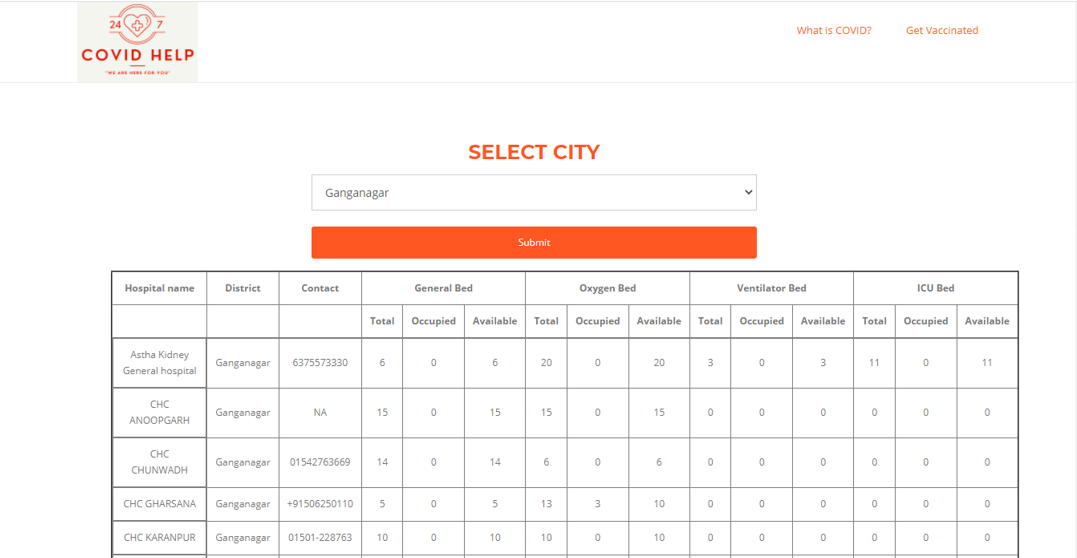 24 7
COVID HELP
"WE ARE HERE FOR YOU"
What is COVID? Get Vaccinated
SELECT CITY
Ganganagar
Submit
Hospital name District Contact General Bed Oxygen Bed Ventilator Bed ICU Bed
Total Occupied Available Total Occupied Available Total Occupied Available Total Occupied Available
Astha Kidney
General hospital Ganganagar 6375573330 6 0 6 20 0 20 3 0 3 11 0 11
CHC
ANOOPGARH Ganganagar NA 15 0 15 15 0 15 0 0 0 0 0 0
CHC
CHUNWADH Ganganagar 01542763669 14 0 14 6 0 6 0 0 0 0 0 0
CHC GHARSANA Ganganagar +91506250110 5 0 5 13 3 10 0 0 0 0 0 0
CHC KARANPUR Ganganagar 01501-228763 10 0 10 10 0 10 0 0 0 0 0 0